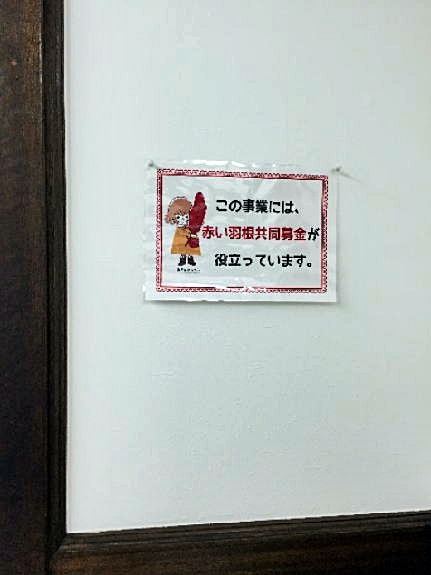 この事業には、
赤い羽根共同募金が
役立っています。